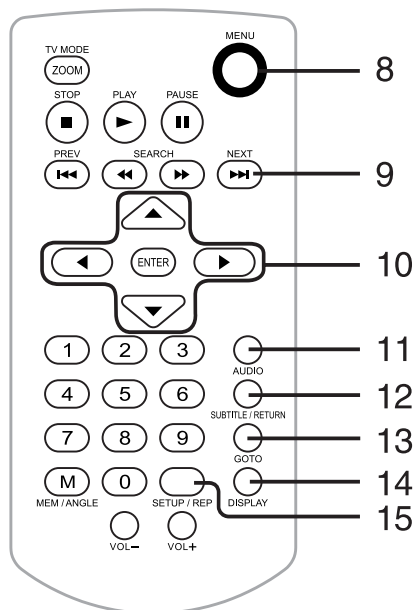 MENU
TV MODE
ZOOM
8
STOP PLAY PAUSE
PREV SEARCH NEXT
9
ENTER
10
1 2 3
11
AUDIO
4 5 6
12
SUBTITLE / RETURN
7 8 9
13
GOTO
M 0
14
MEM / ANGLE SETUP / REP DISPLAY
15
VOL− VOL+